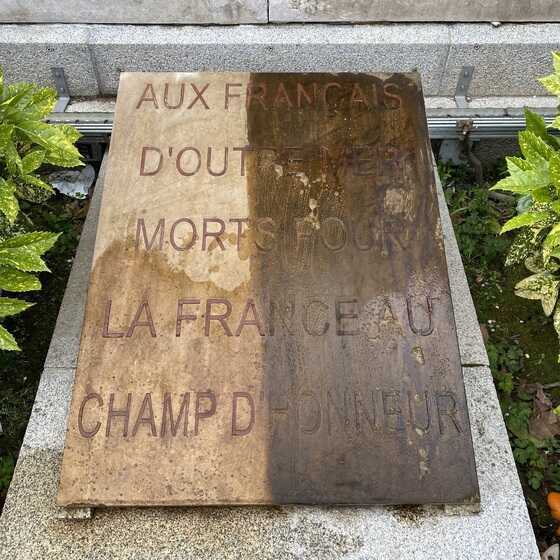 AUX FRANÇAIS
D'OUTRE MER
MORTS POUR
LA FRANCE AU
CHAMP D'HONNEUR